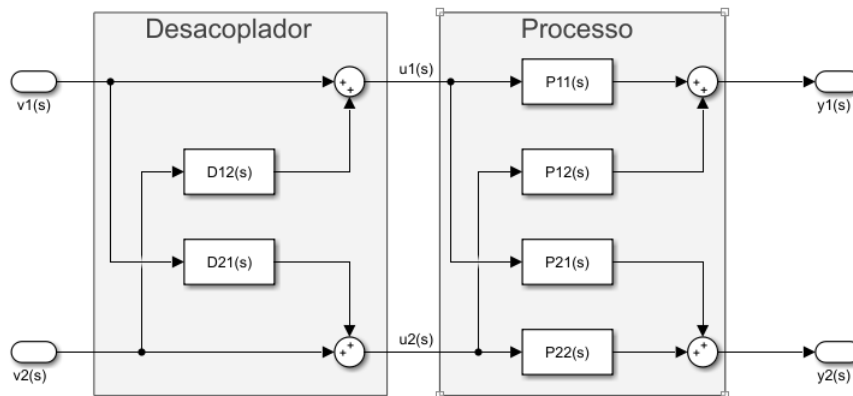 Desacoplador
Processo
v1(s)
u1(s)
P11(s)
y1(s)
D12(s)
P12(s)
D21(s)
P21(s)
v2(s)
u2(s)
P22(s)
y2(s)
+
+
+
+
+
+
+
+